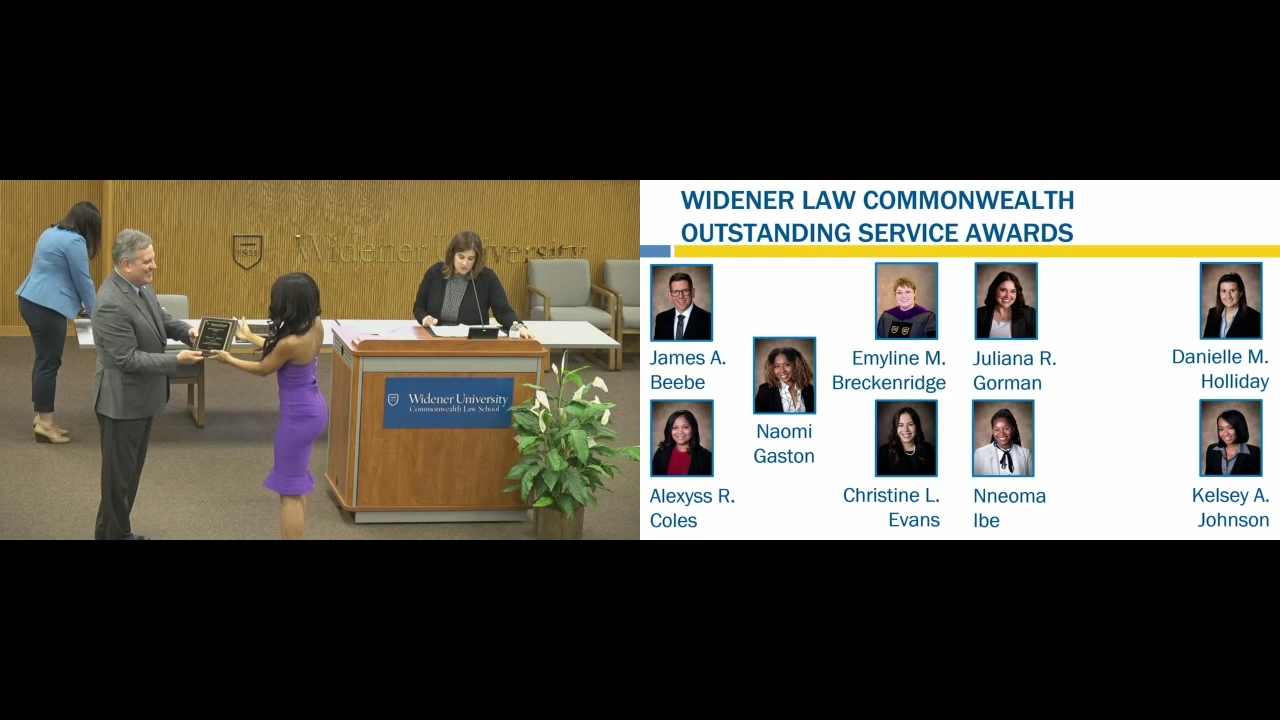 1821
Widener University
Widener University
Commonwealth Law School
WIDENER LAW COMMONWEALTH
OUTSTANDING SERVICE AWARDS
James A.
Beebe
Emyline M.
Breckenridge
Juliana R.
Gorman
Danielle M.
Holliday
Naomi
Gaston
Alexyss R.
Coles
Christine L.
Evans
Nneoma
Ibe
Kelsey A.
Johnson